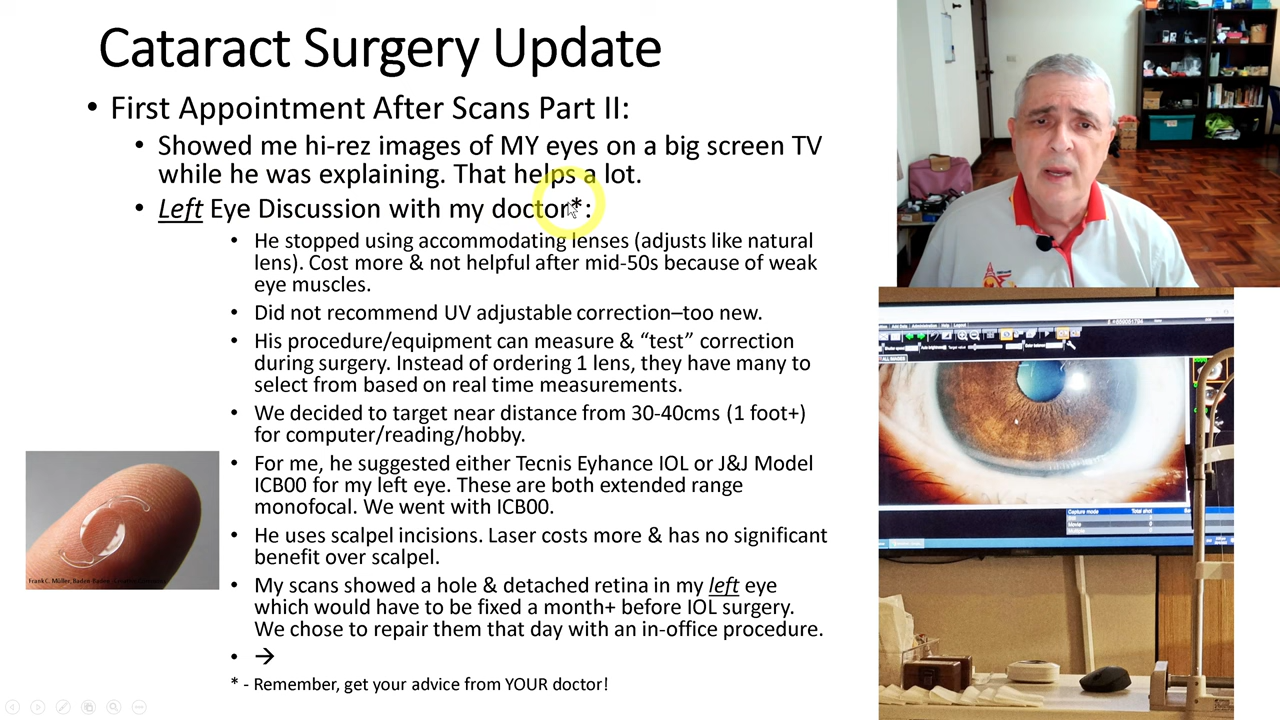 Cataract Surgery Update
• First Appointment After Scans Part II:
• Showed me hi-rez images of MY eyes on a big screen TV
while he was explaining. That helps a lot.
• Left Eye Discussion with my doctor*:
• He stopped using accommodating lenses (adjusts like natural
lens). Cost more & not helpful after mid-50s because of weak
eye muscles.
• Did not recommend UV adjustable correction–too new.
• His procedure/equipment can measure & “test” correction
during surgery. Instead of ordering 1 lens, they have many to
select from based on real time measurements.
• We decided to target near distance from 30-40cms (1 foot+)
for computer/reading/hobby.
• For me, he suggested either Tecnis Eyhance IOL or J&J Model
ICB00 for my left eye. These are both extended range
monofocal. We went with ICB00.
• He uses scalpel incisions. Laser costs more & has no significant
benefit over scalpel.
• My scans showed a hole & detached retina in my left eye
which would have to be fixed a month+ before IOL surgery.
We chose to repair them that day with an in-office procedure.
• →
* - Remember, get your advice from YOUR doctor!
Frank C. Müller, Baden-Baden
Capture mode Total shot